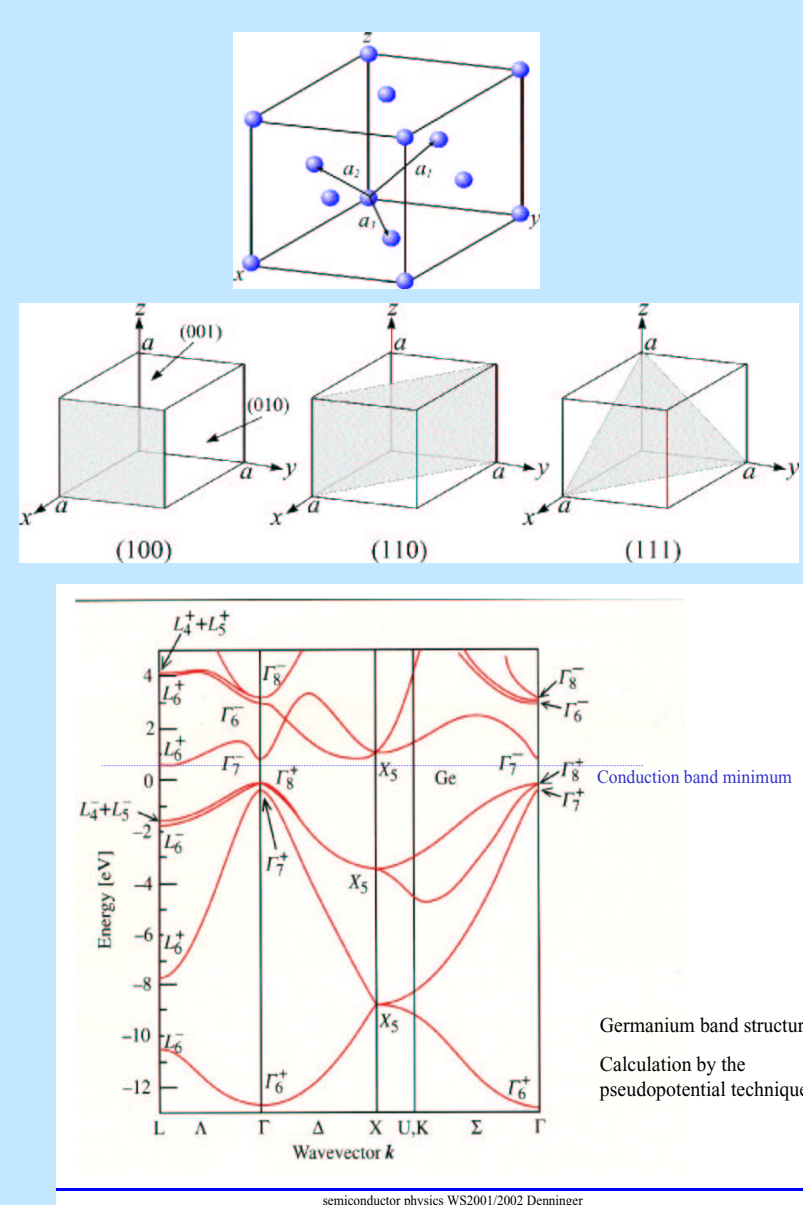 z
a₂
a₁
a₃
y
x
z
a
(001)
(010)
a
y
x
a
(100)
z
a
y
x
a
(110)
z
a
a
y
x
a
(111)
L₄⁺+L₅⁺
L₆⁺
L₆⁺
L₄⁻+L₅⁻
L₆⁻
L₆⁺
L₆⁻
Γ₈⁻
Γ₆⁻
Γ₇⁻
Γ₈⁺
Γ₇⁺
Γ₆⁺
X₅
X₅
X₅
Ge
Γ₇⁻
Γ₆⁺
Γ₈⁻
Γ₆⁻
Γ₈⁺
Γ₇⁺
Conduction band minimum
4
2
0
−2
−4
−6
−8
−10
−12
Energy [eV]
L Λ Γ Δ X U,K Σ Γ
Wavevector k
Germanium band structur
Calculation by the
pseudopotential technique
semiconductor physics WS2001/2002 Denninger